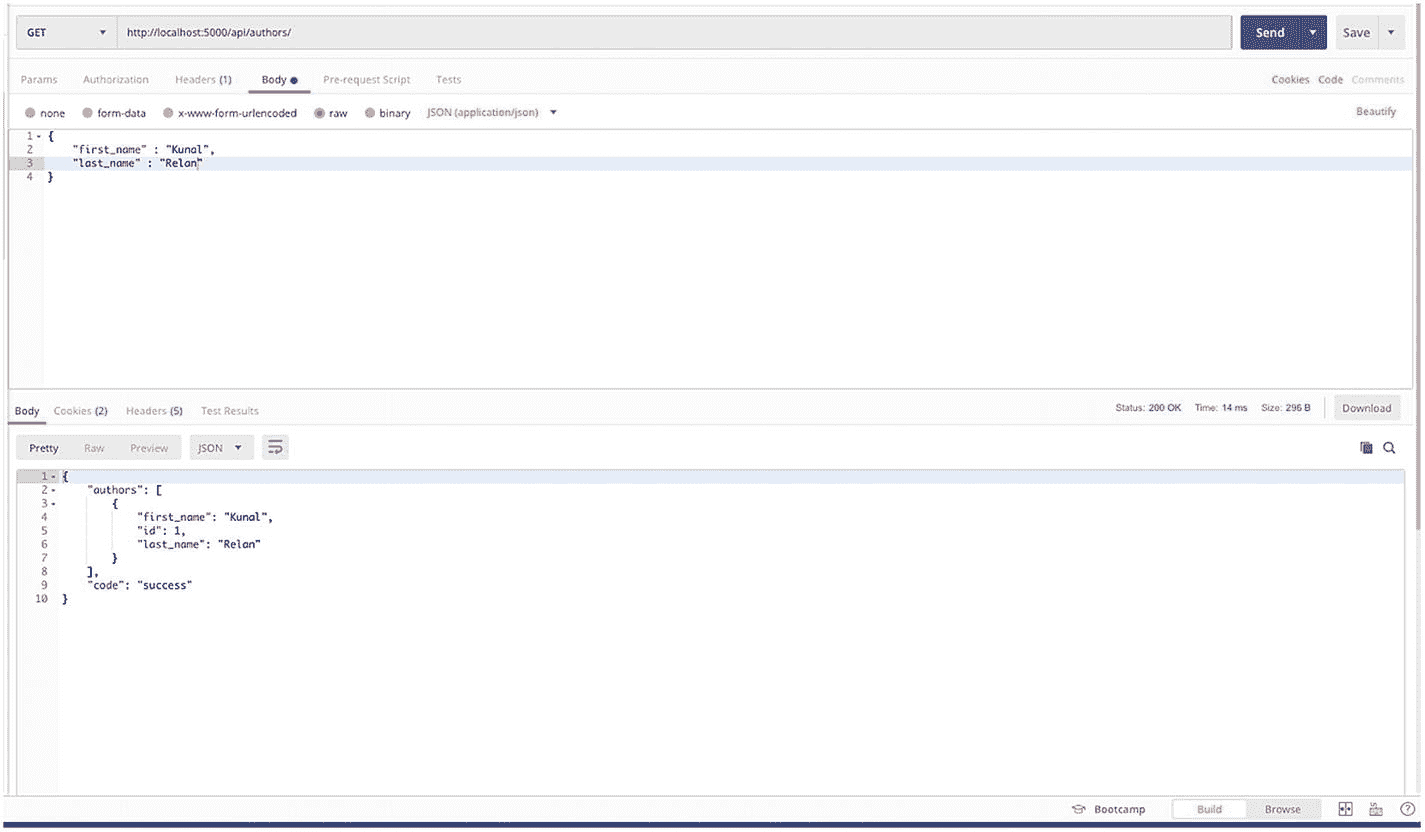 GET http://localhost:5000/api/authors/ Send Save
Params Authorization Headers (1) Body Pre-request Script Tests Cookies Code Comments
none form-data x-www-form-urlencoded raw binary JSON (application/json) Beautify
1 {
2 "first_name" : "Kunal",
3 "last_name" : "Relan"
4 }
Body Cookies (2) Headers (5) Test Results Status: 200 OK Time: 14 ms Size: 296 B Download
Pretty Raw Preview JSON
1 {
2 "authors": [
3 {
4 "first_name": "Kunal",
5 "id": 1,
6 "last_name": "Relan"
7 }
8 ],
9 "code": "success"
10 }
Bootcamp Build Browse